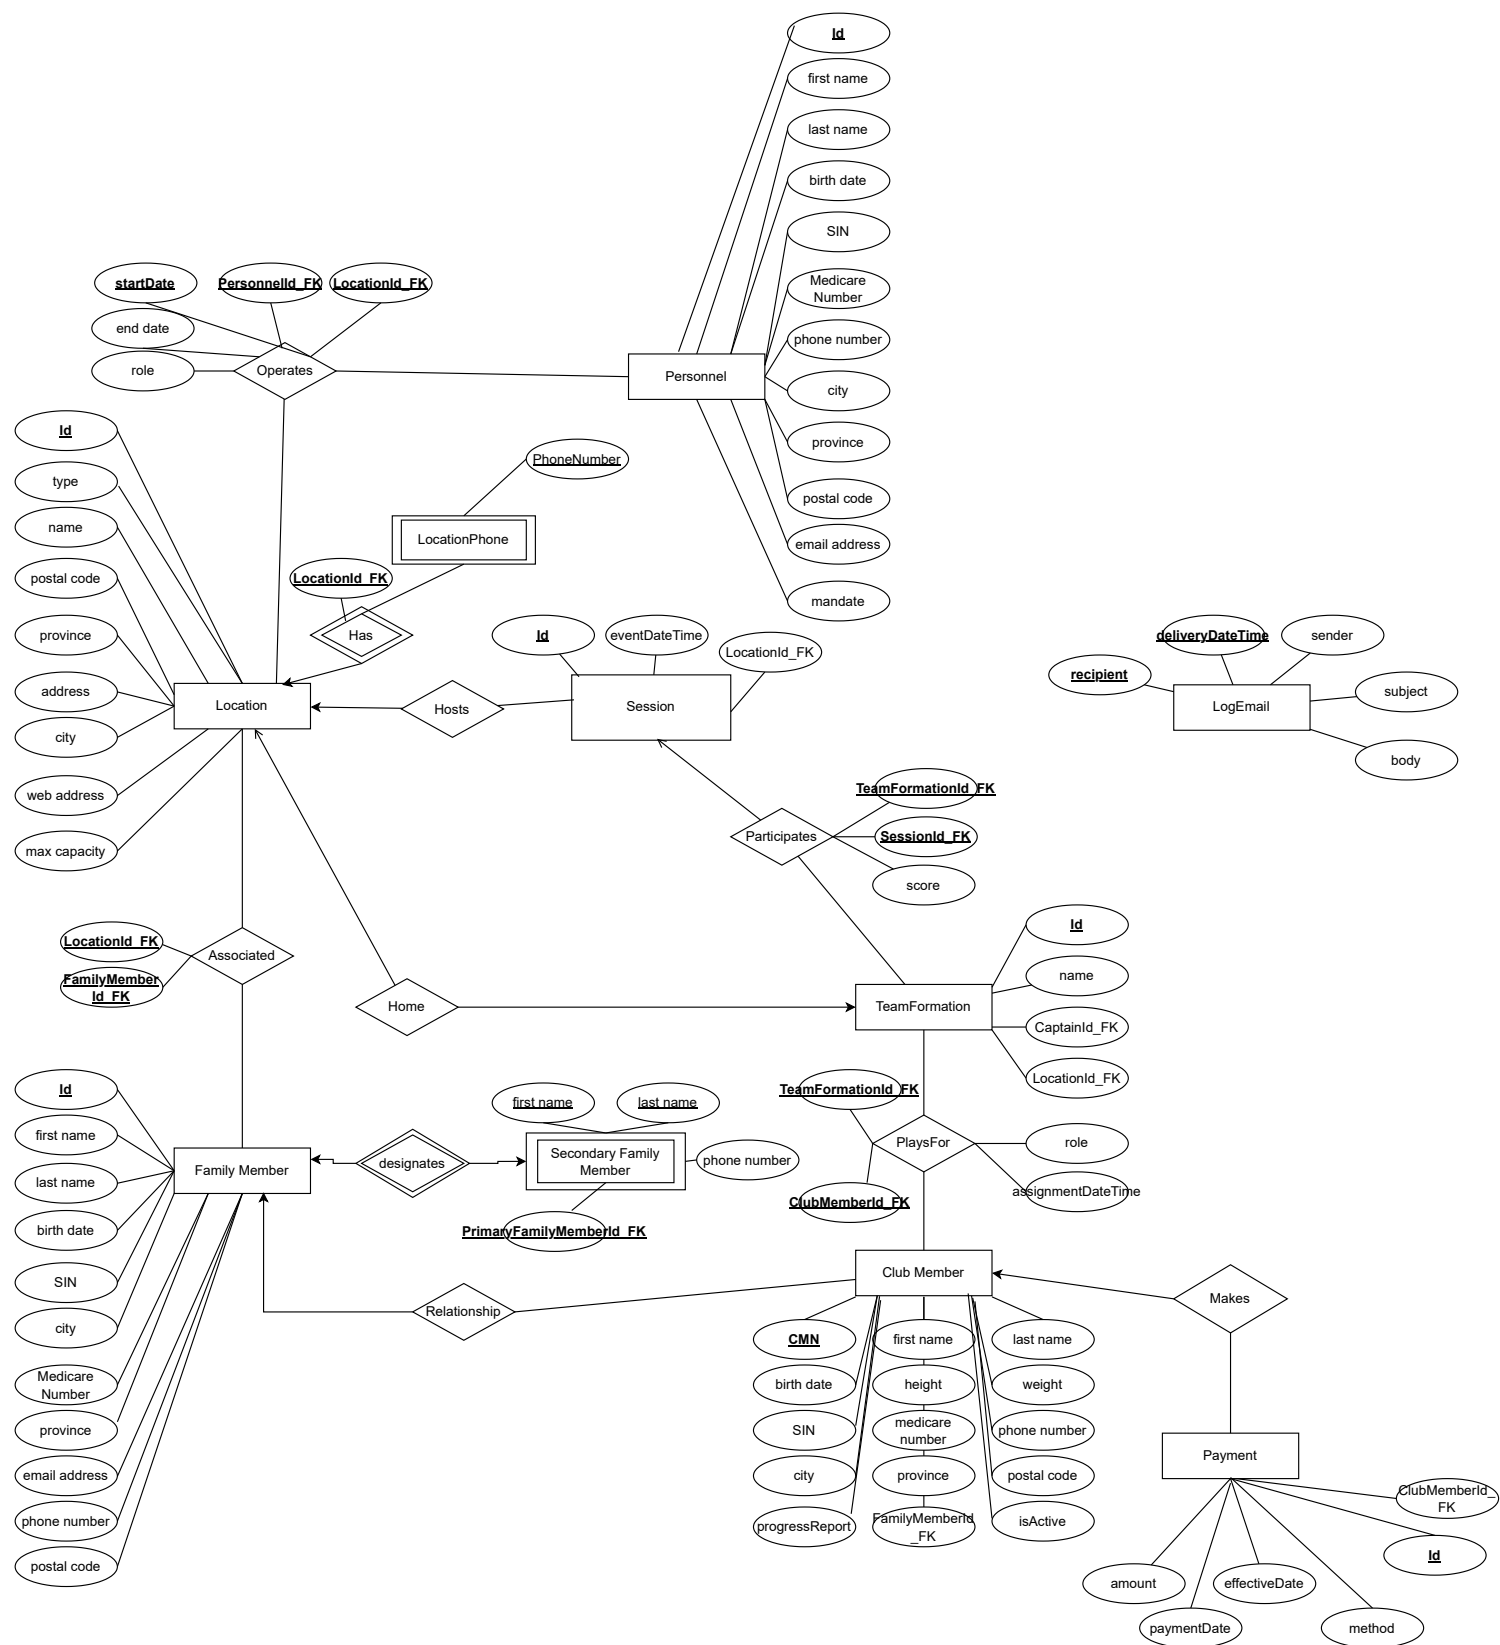 Id
first name
last name
birth date
SIN
Medicare
Number
phone number
city
province
postal code
email address
mandate
Personnel
startDate
PersonnelId_FK
LocationId_FK
end date
role
Operates
Id
type
name
postal code
province
address
city
web address
max capacity
Location
PhoneNumber
LocationPhone
LocationId_FK
Has
Hosts
Id
eventDateTime
LocationId_FK
Session
deliveryDateTime
sender
recipient
subject
LogEmail
body
TeamFormationId_FK
Participates
SessionId_FK
score
LocationId_FK
Associated
FamilyMember
Id_FK
Home
Id
name
TeamFormation
CaptainId_FK
LocationId_FK
Id
first name
last name
birth date
SIN
city
Medicare
Number
province
email address
phone number
postal code
Family Member
designates
first name
last name
Secondary Family
Member
phone number
PrimaryFamilyMemberId_FK
TeamFormationId_FK
PlaysFor
role
assignmentDateTime
ClubMemberId_FK
Relationship
Club Member
Makes
CMN
first name
last name
birth date
height
weight
SIN
medicare
number
phone number
city
province
postal code
progressReport
FamilyMemberId
_FK
isActive
Payment
ClubMemberId_
FK
Id
amount
effectiveDate
paymentDate
method